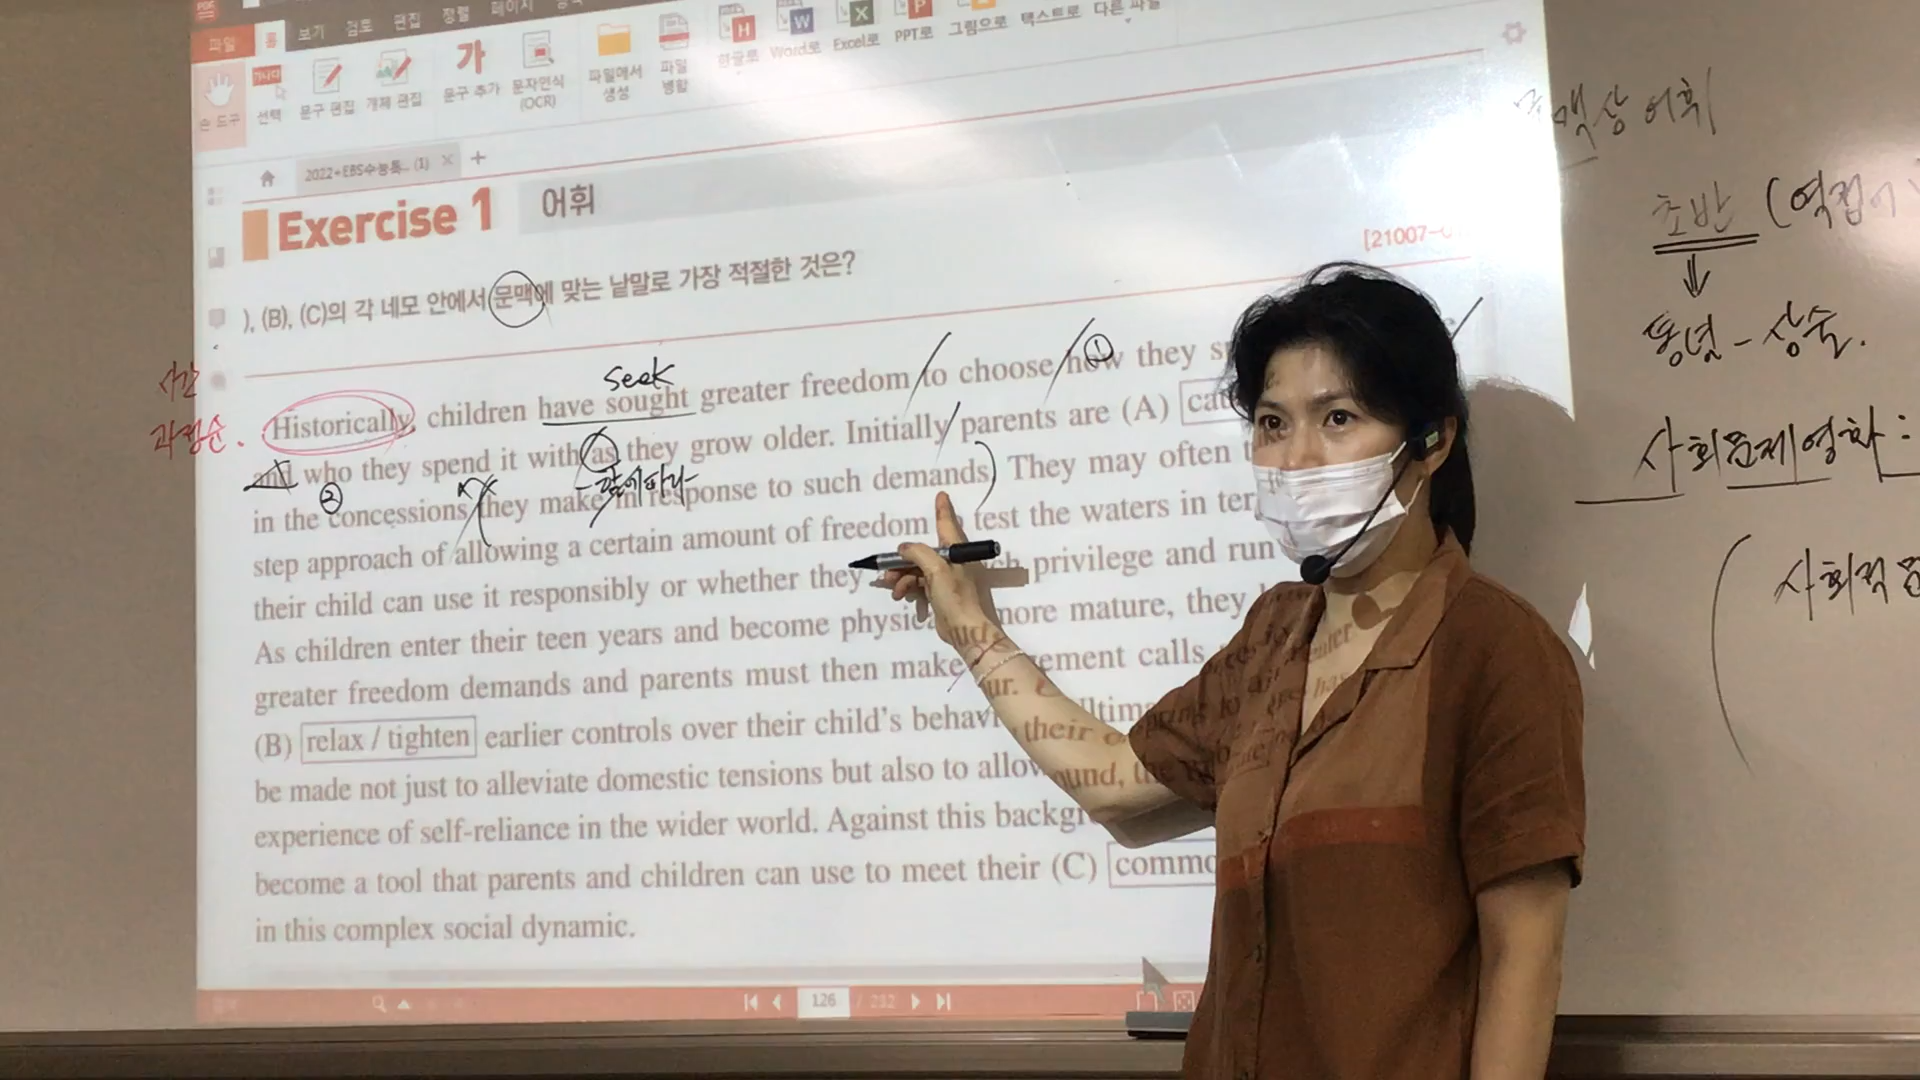 파일 홈 보기 검토 편집 정렬 페이지
손 도구 선택 문구 편집 개체 편집 문구 추가 문자인식 (OCR) 파일에서 생성 파일 병합 한글로 Word로 Excel로 PPT로 그림으로 텍스트로 다른 파일
가
2022+EBS수능특.. (1) × +
Exercise 1 어휘
[21007-
), (B), (C)의 각 네모 안에서 문맥에 맞는 낱말로 가장 적절한 것은?
seek
①
시간
과정순.
Historically, children have sought greater freedom to choose how they
and who they spend it with as they grow older. Initially parents are (A)
②
in the concessions they make in response to such demands. They may often
step approach of allowing a certain amount of freedom test the waters in
their child can use it responsibly or whether they privilege and run
As children enter their teen years and become more mature, they
greater freedom demands and parents must then make calls
(B) relax / tighten earlier controls over their child's
be made not just to alleviate domestic tensions but also to
experience of self-reliance in the wider world. Against this
become a tool that parents and children can use to meet their (C)
in this complex social dynamic.
126 / 232
상 어휘
초반
통념 - 상술.
사회문제영화:
사회적